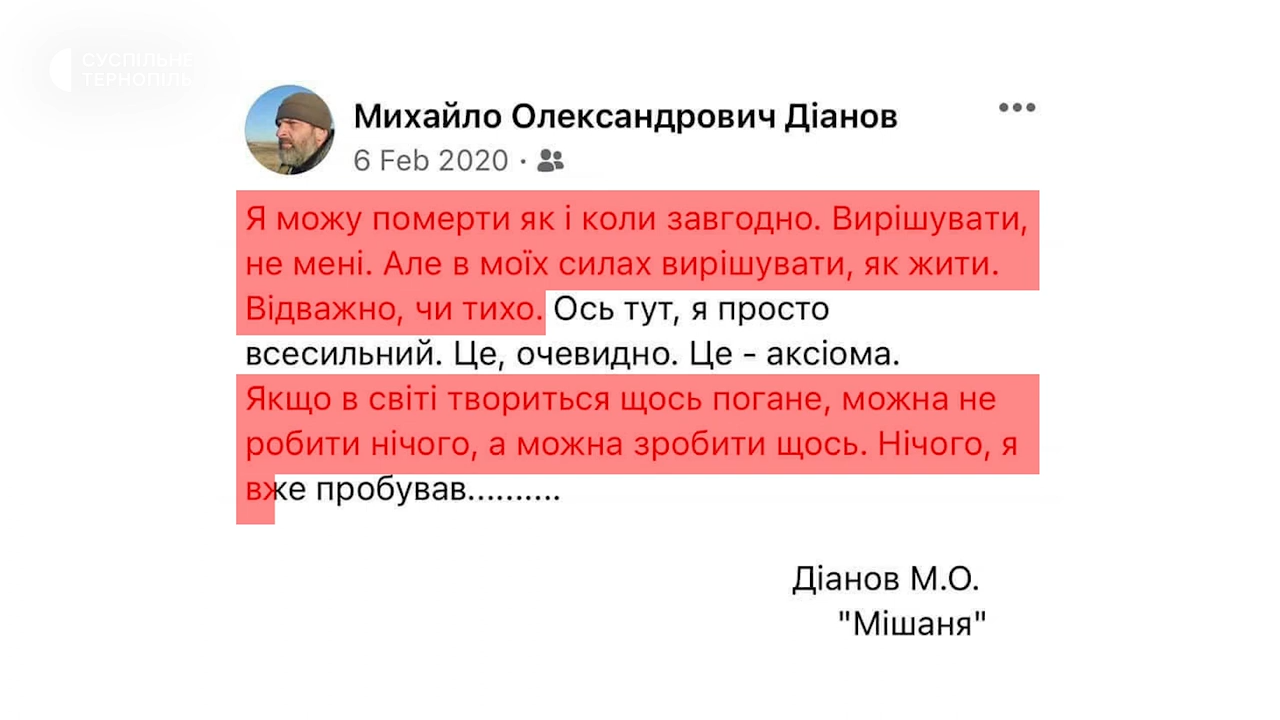 СУСПІЛЬНЕ
ТЕРНОПІЛЬ
Михайло Олександрович Діанов
6 Feb 2020 ·
Я можу померти як і коли завгодно. Вирішувати,
не мені. Але в моїх силах вирішувати, як жити.
Відважно, чи тихо. Ось тут, я просто
всесильний. Це, очевидно. Це - аксіома.
Якщо в світі твориться щось погане, можна не
робити нічого, а можна зробити щось. Нічого, я
вже пробував..........
Діанов М.О.
"Мішаня"